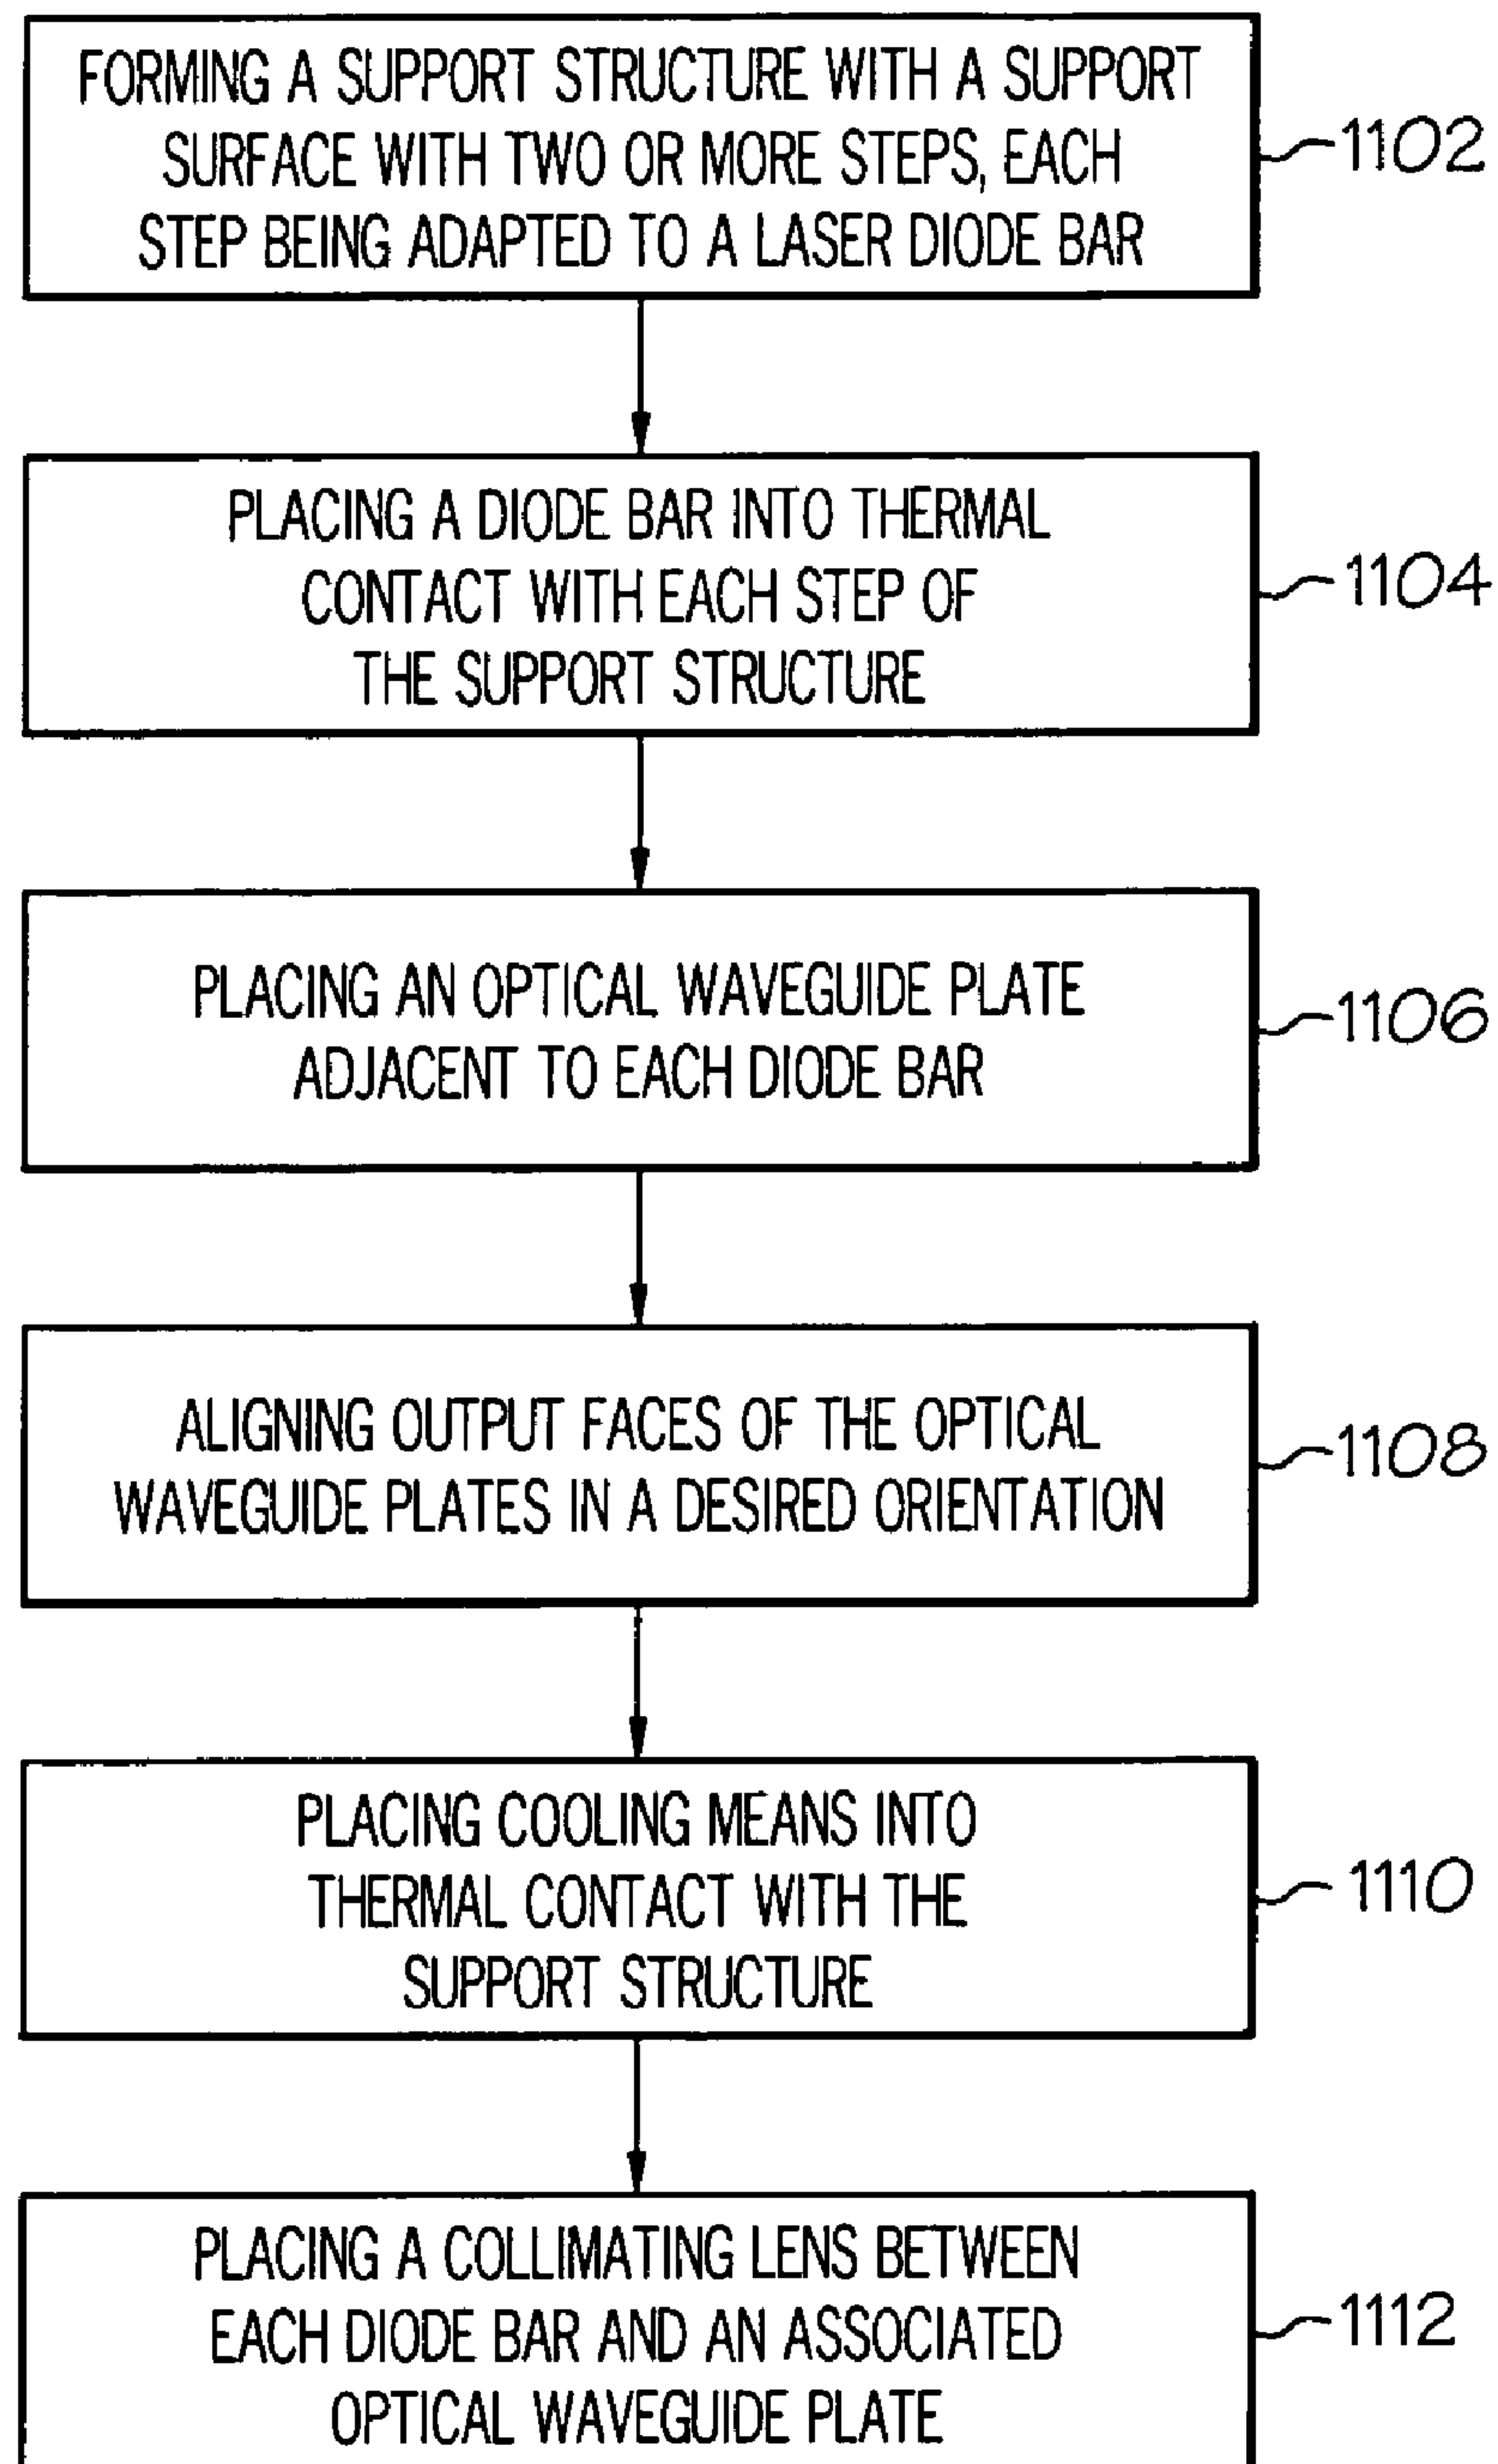 FORMING A SUPPORT STRUCTURE WITH A SUPPORT
SURFACE WITH TWO OR MORE STEPS, EACH
STEP BEING ADAPTED TO A LASER DIODE BAR
1102
PLACING A DIODE BAR INTO THERMAL
CONTACT WITH EACH STEP OF
THE SUPPORT STRUCTURE
1104
PLACING AN OPTICAL WAVEGUIDE PLATE
ADJACENT TO EACH DIODE BAR
1106
ALIGNING OUTPUT FACES OF THE OPTICAL
WAVEGUIDE PLATES IN A DESIRED ORIENTATION
1108
PLACING COOLING MEANS INTO
THERMAL CONTACT WITH THE
SUPPORT STRUCTURE
1110
PLACING A COLLIMATING LENS BETWEEN
EACH DIODE BAR AND AN ASSOCIATED
OPTICAL WAVEGUIDE PLATE
1112